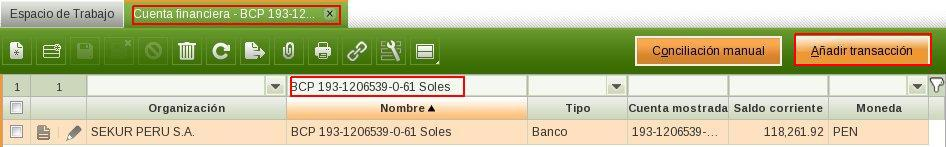 Espacio de Trabajo
Cuenta financiera - BCP 193-12...
Conciliación manual
Añadir transacción
1 1 BCP 193-1206539-0-61 Soles
Organización Nombre Tipo Cuenta mostrada Saldo corriente Moneda
SEKUR PERU S.A. BCP 193-1206539-0-61 Soles Banco 193-1206539-... 118,261.92 PEN